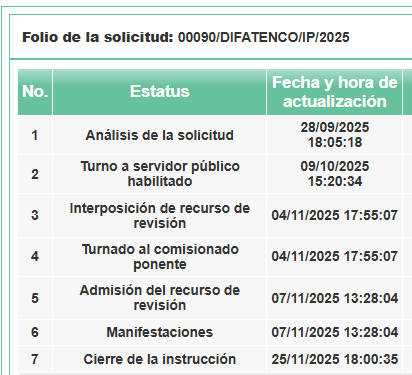 Folio de la solicitud: 00090/DIFATENCO/IP/2025
No. Estatus Fecha y hora de
actualización
1 Análisis de la solicitud 28/09/2025
18:05:18
2 Turno a servidor público
habilitado 09/10/2025
15:20:34
3 Interposición de recurso de
revisión 04/11/2025 17:55:07
4 Turnado al comisionado
ponente 04/11/2025 17:55:07
5 Admisión del recurso de
revisión 07/11/2025 13:28:04
6 Manifestaciones 07/11/2025 13:28:04
7 Cierre de la instrucción 25/11/2025 18:00:35